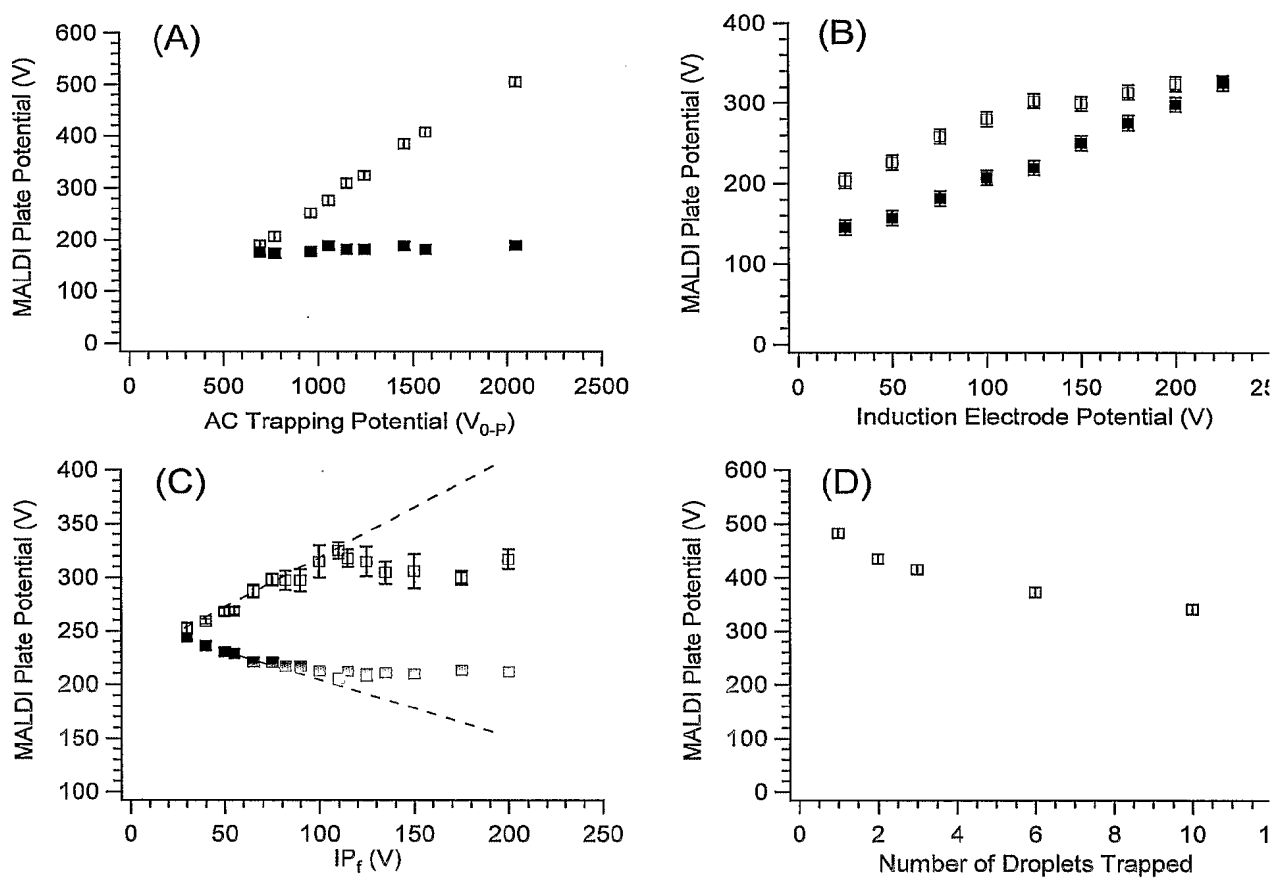 (A)
MALDI Plate Potential (V)
600
500
400
300
200
100
0
0 500 1000 1500 2000 2500
AC Trapping Potential (V0-P)
(B)
MALDI Plate Potential (V)
400
300
200
100
0
0 50 100 150 200 25
Induction Electrode Potential (V)
(C)
MALDI Plate Potential (V)
400
350
300
250
200
150
100
0 50 100 150 200 250
IPf (V)
(D)
MALDI Plate Potential (V)
600
500
400
300
200
100
0
0 2 4 6 8 10 1
Number of Droplets Trapped